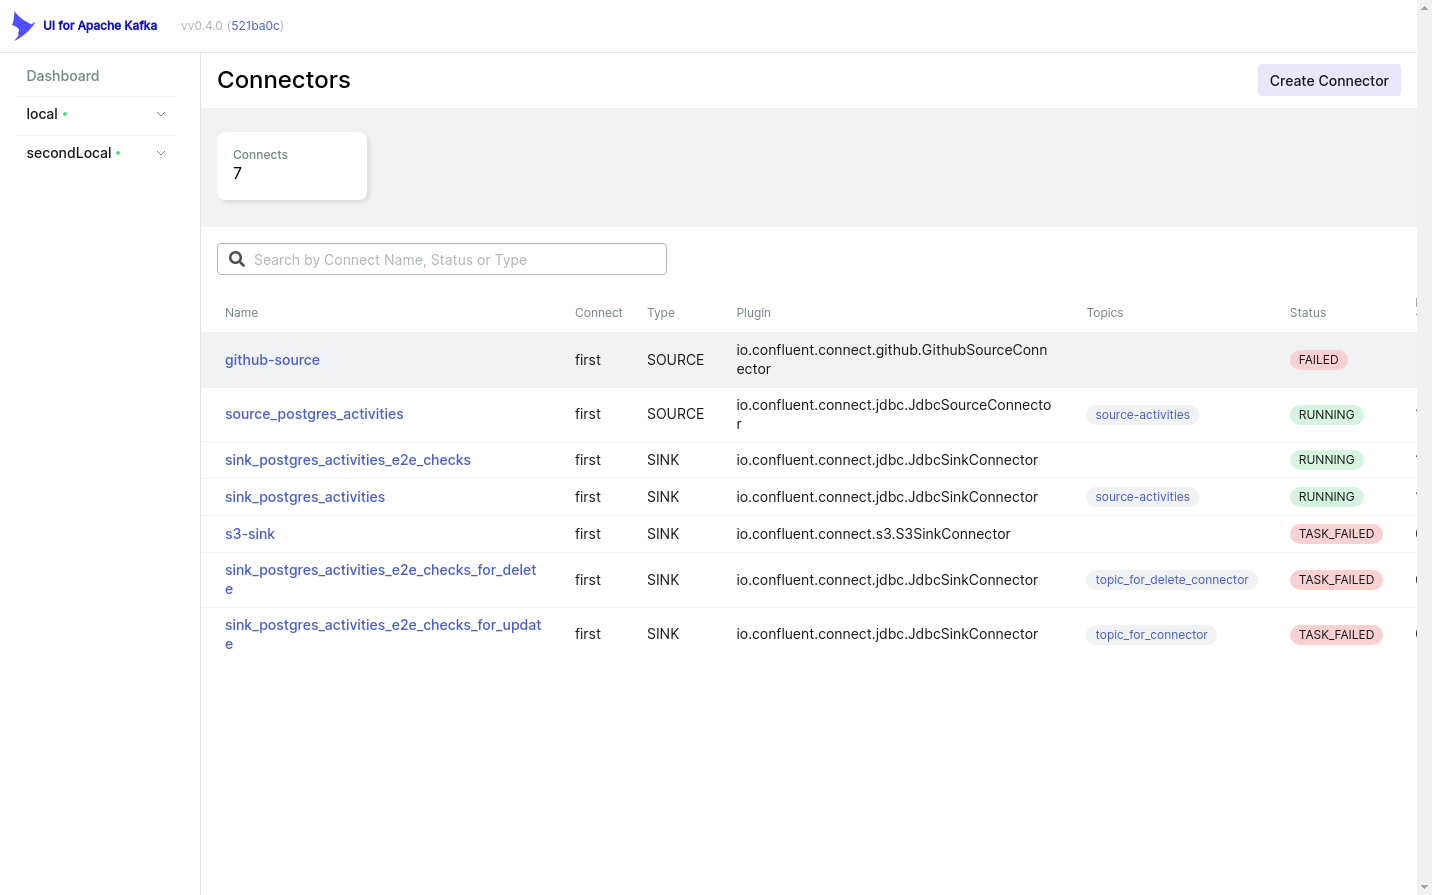 UI for Apache Kafka vv0.4.0 (521ba0c)
Dashboard
local
secondLocal
Connectors
Create Connector
Connects
7
Search by Connect Name, Status or Type
Name Connect Type Plugin Topics Status
github-source first SOURCE io.confluent.connect.github.GithubSourceConn
ector FAILED
source_postgres_activities first SOURCE io.confluent.connect.jdbc.JdbcSourceConnecto
r source-activities RUNNING
sink_postgres_activities_e2e_checks first SINK io.confluent.connect.jdbc.JdbcSinkConnector RUNNING
sink_postgres_activities first SINK io.confluent.connect.jdbc.JdbcSinkConnector source-activities RUNNING
s3-sink first SINK io.confluent.connect.s3.S3SinkConnector TASK_FAILED
sink_postgres_activities_e2e_checks_for_delet
e first SINK io.confluent.connect.jdbc.JdbcSinkConnector topic_for_delete_connector TASK_FAILED
sink_postgres_activities_e2e_checks_for_updat
e first SINK io.confluent.connect.jdbc.JdbcSinkConnector topic_for_connector TASK_FAILED